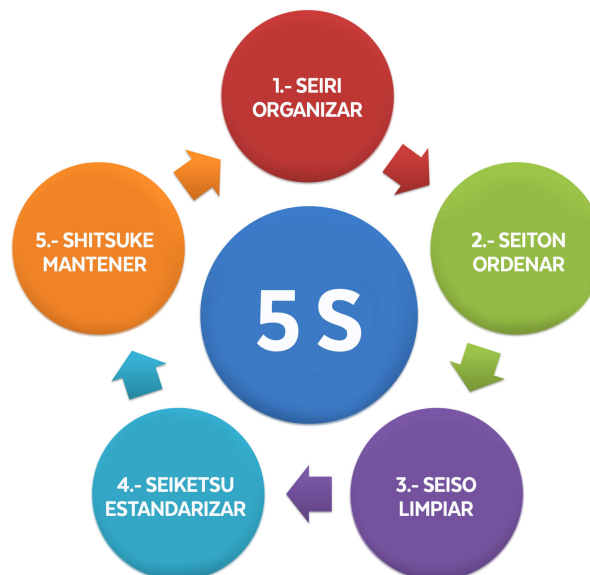 1.- SEIRI
ORGANIZAR
2.- SEITON
ORDENAR
3.- SEISO
LIMPIAR
4.- SEIKETSU
ESTANDARIZAR
5.- SHITSUKE
MANTENER
5 S